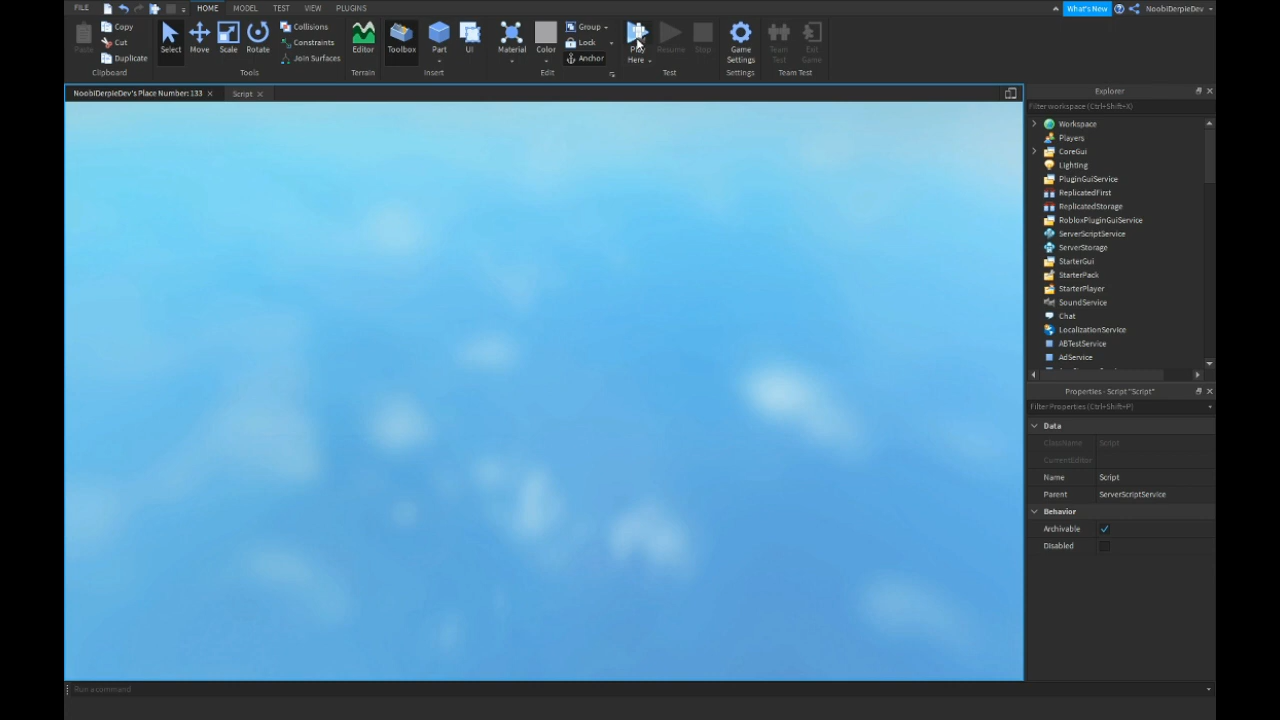 FILE HOME MODEL TEST VIEW PLUGINS What's New NoobiDerpieDev
Paste Copy Cut Duplicate Clipboard
Select Move Scale Rotate Collisions Constraints Join Surfaces Tools
Editor Terrain
Toolbox Part UI Insert
Material Color Group Lock Anchor Edit
Play Here Resume Stop Test
Game Settings Settings
Team Test Exit Game Team Test
NoobiDerpieDev's Place Number: 133 Script
Explorer
Filter workspace (Ctrl+Shift+X)
Workspace
Players
CoreGui
Lighting
PluginGuiService
ReplicatedFirst
ReplicatedStorage
RobloxPluginGuiService
ServerScriptService
ServerStorage
StarterGui
StarterPack
StarterPlayer
SoundService
Chat
LocalizationService
ABTestService
AdService
Properties - Script "Script"
Filter Properties (Ctrl+Shift+P)
Data
ClassName Script
CurrentEditor
Name Script
Parent ServerScriptService
Behavior
Archivable
Disabled
Run a command